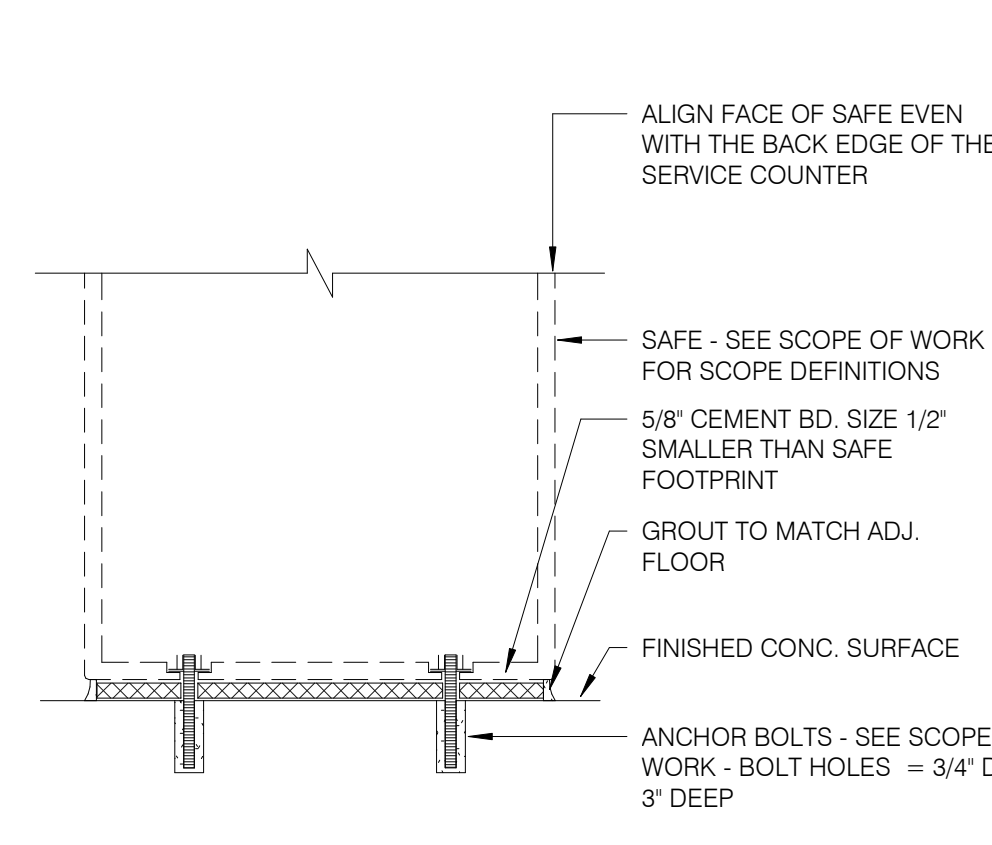 ALIGN FACE OF SAFE EVEN
WITH THE BACK EDGE OF THE
SERVICE COUNTER
SAFE - SEE SCOPE OF WORK
FOR SCOPE DEFINITIONS
5/8" CEMENT BD. SIZE 1/2"
SMALLER THAN SAFE
FOOTPRINT
GROUT TO MATCH ADJ.
FLOOR
FINISHED CONC. SURFACE
ANCHOR BOLTS - SEE SCOPE
WORK - BOLT HOLES = 3/4"
3" DEEP